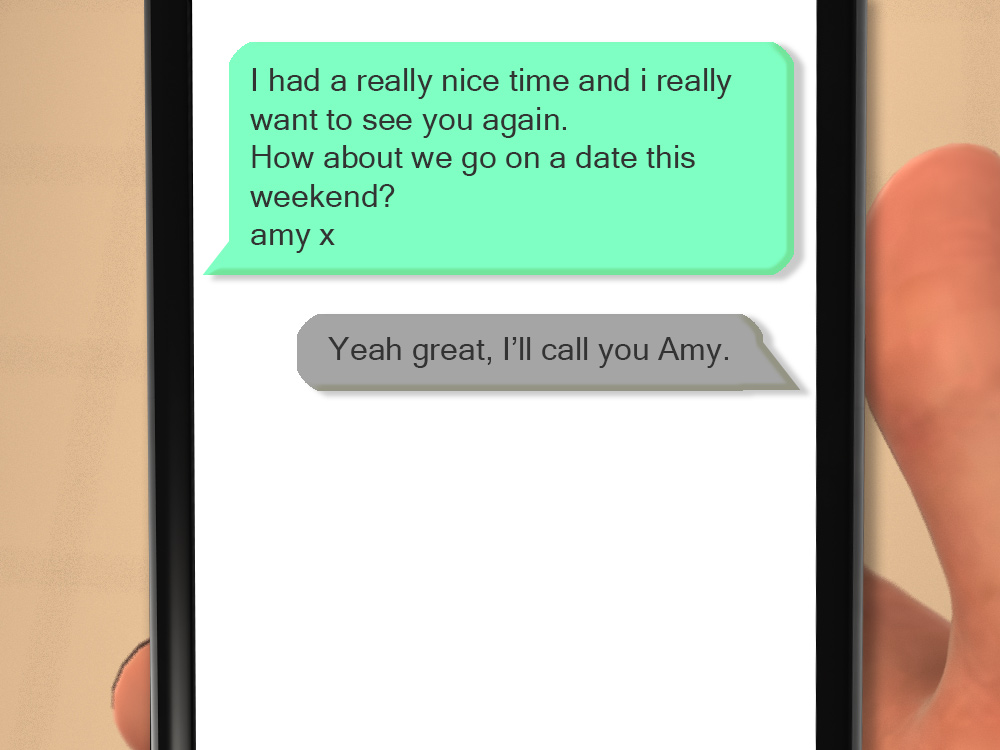 I had a really nice time and i really
want to see you again.
How about we go on a date this
weekend?
amy x
Yeah great, I’ll call you Amy.